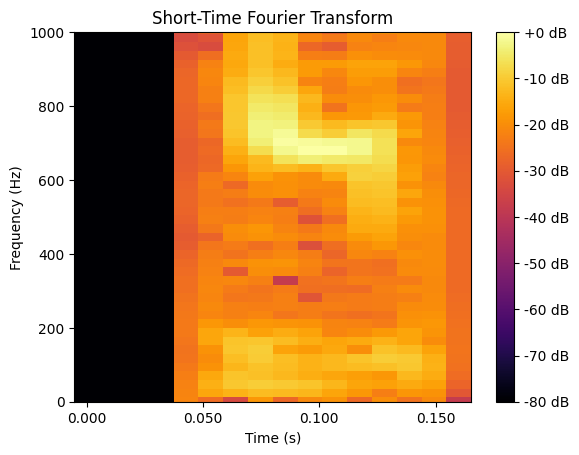 Short-Time Fourier Transform
Frequency (Hz)
1000
800
600
400
200
0
0.000
0.050
0.100
0.150
Time (s)
+0 dB
-10 dB
-20 dB
-30 dB
-40 dB
-50 dB
-60 dB
-70 dB
-80 dB